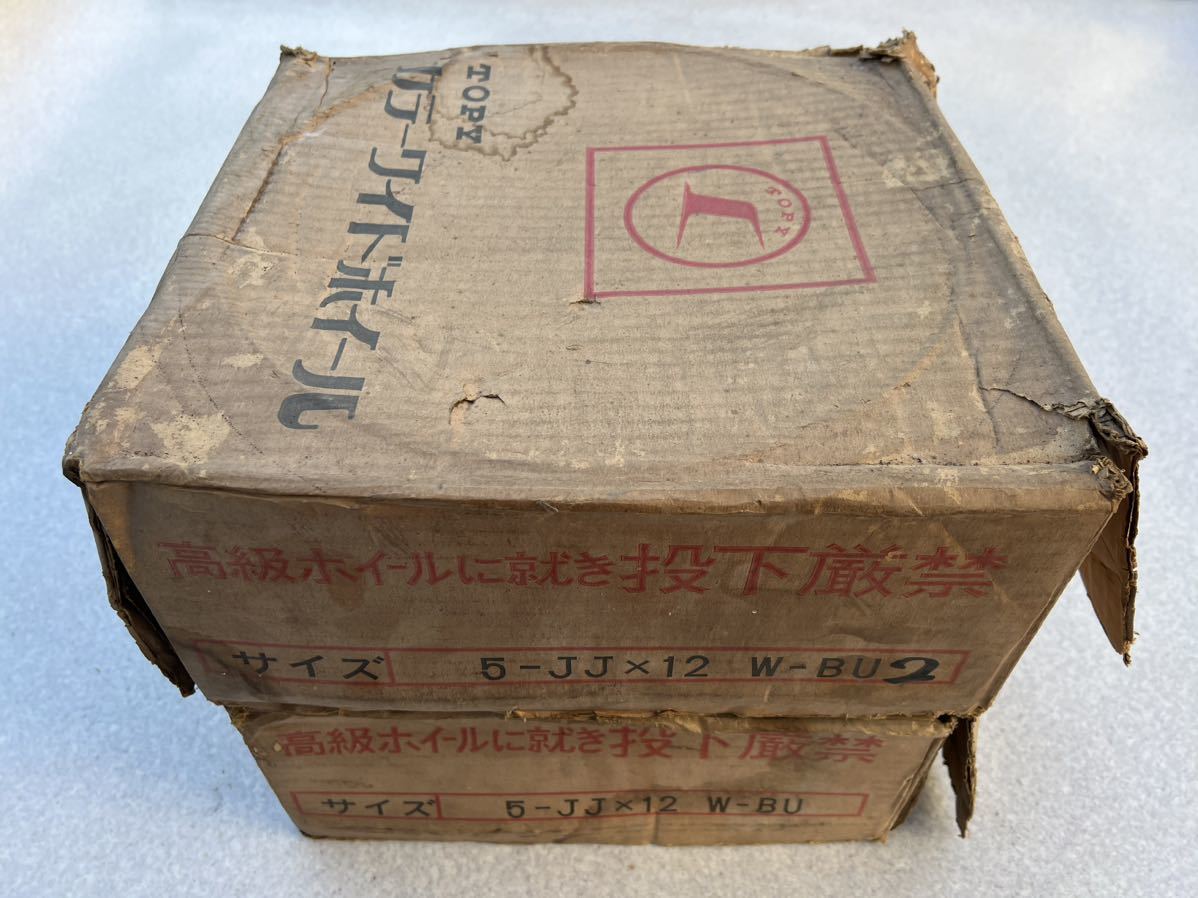 TOPY
カラーワイドホイール
TOPY
高級ホイールに就き投下厳禁
サイズ 5-JJ×12 W-BU2
高級ホイールに就き投下厳禁
サイズ 5-JJ×12 W-BU